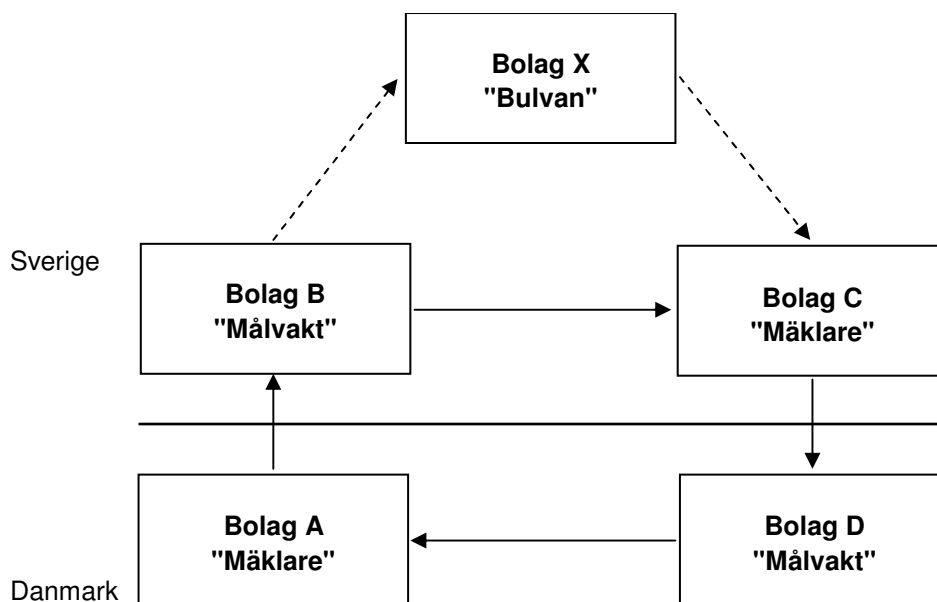 Bolag X
"Bulvan"
Sverige
Bolag B
"Målvakt"
Bolag C
"Mäklare"
Bolag A
"Mäklare"
Bolag D
"Målvakt"
Danmark